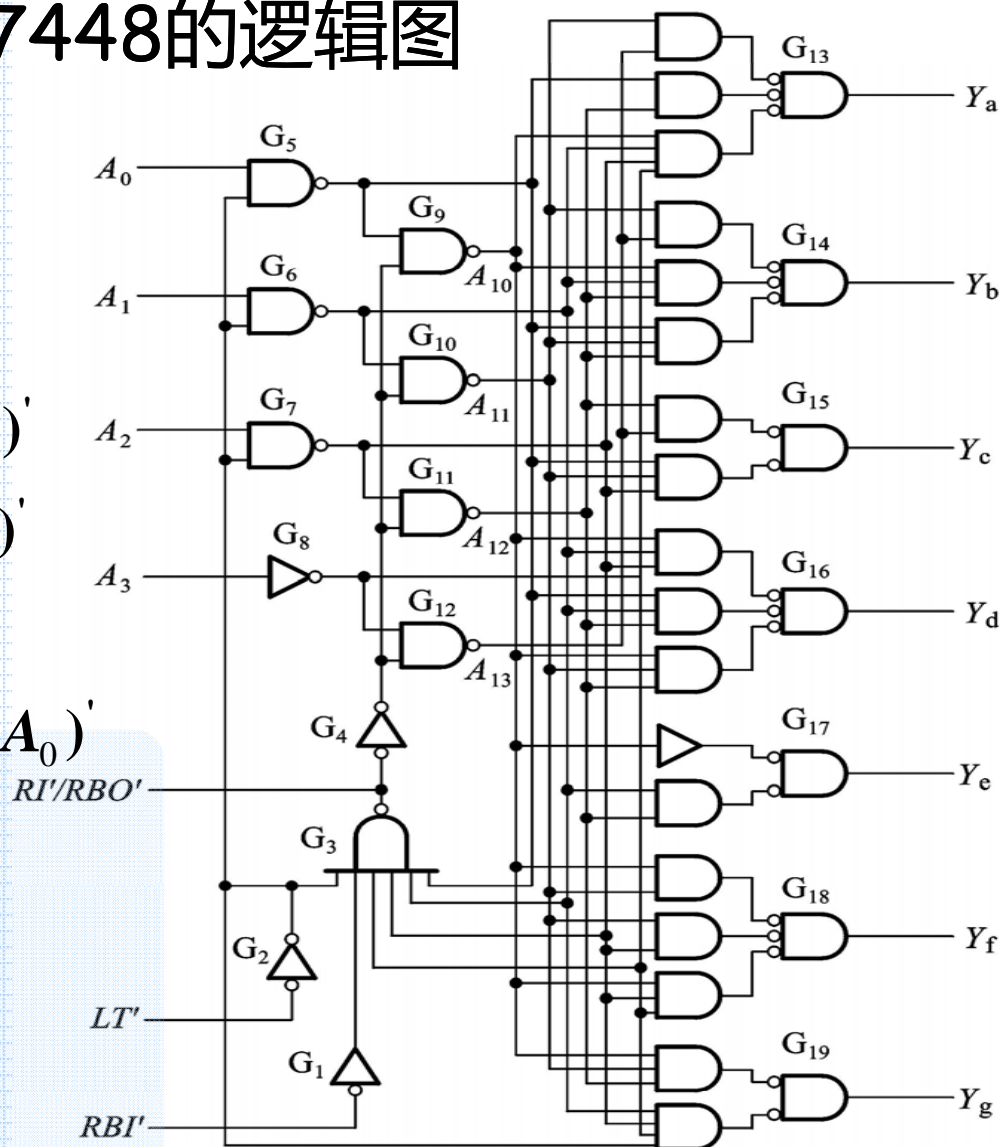 7448的逻辑图
G13
Ya
G5
A0
G9
A10
G14
Yb
G6
A1
G10
A11
G15
Yc
)'
G7
A2
G11
A12
)'
G8
A3
G16
Yd
G12
A13
G4
A0)'
G17
Ye
RI'/RBO'
G3
G18
Yf
G2
LT'
G1
G19
Yg
RBI'